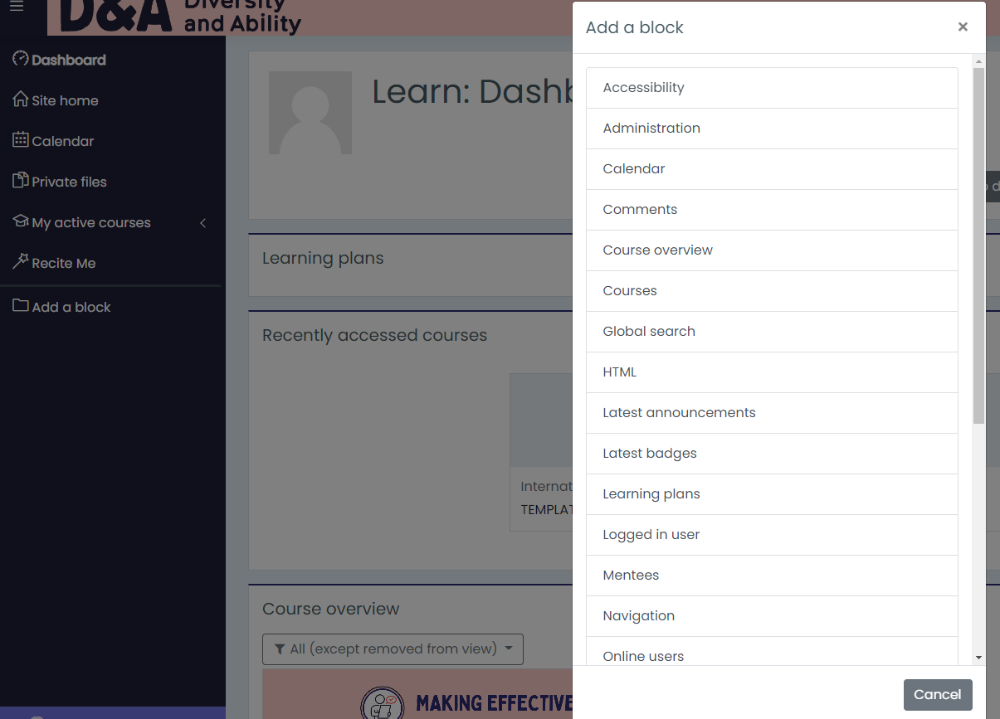 D&A
Diversity
and Ability
Dashboard
Site home
Calendar
Private files
My active courses
Recite Me
Add a block
Learn: Dashb
Learning plans
Recently accessed courses
Internat
TEMPLAT
Course overview
All (except removed from view)
MAKING EFFECTIVE
Add a block
×
Accessibility
Administration
Calendar
Comments
Course overview
Courses
Global search
HTML
Latest announcements
Latest badges
Learning plans
Logged in user
Mentees
Navigation
Online users
Cancel